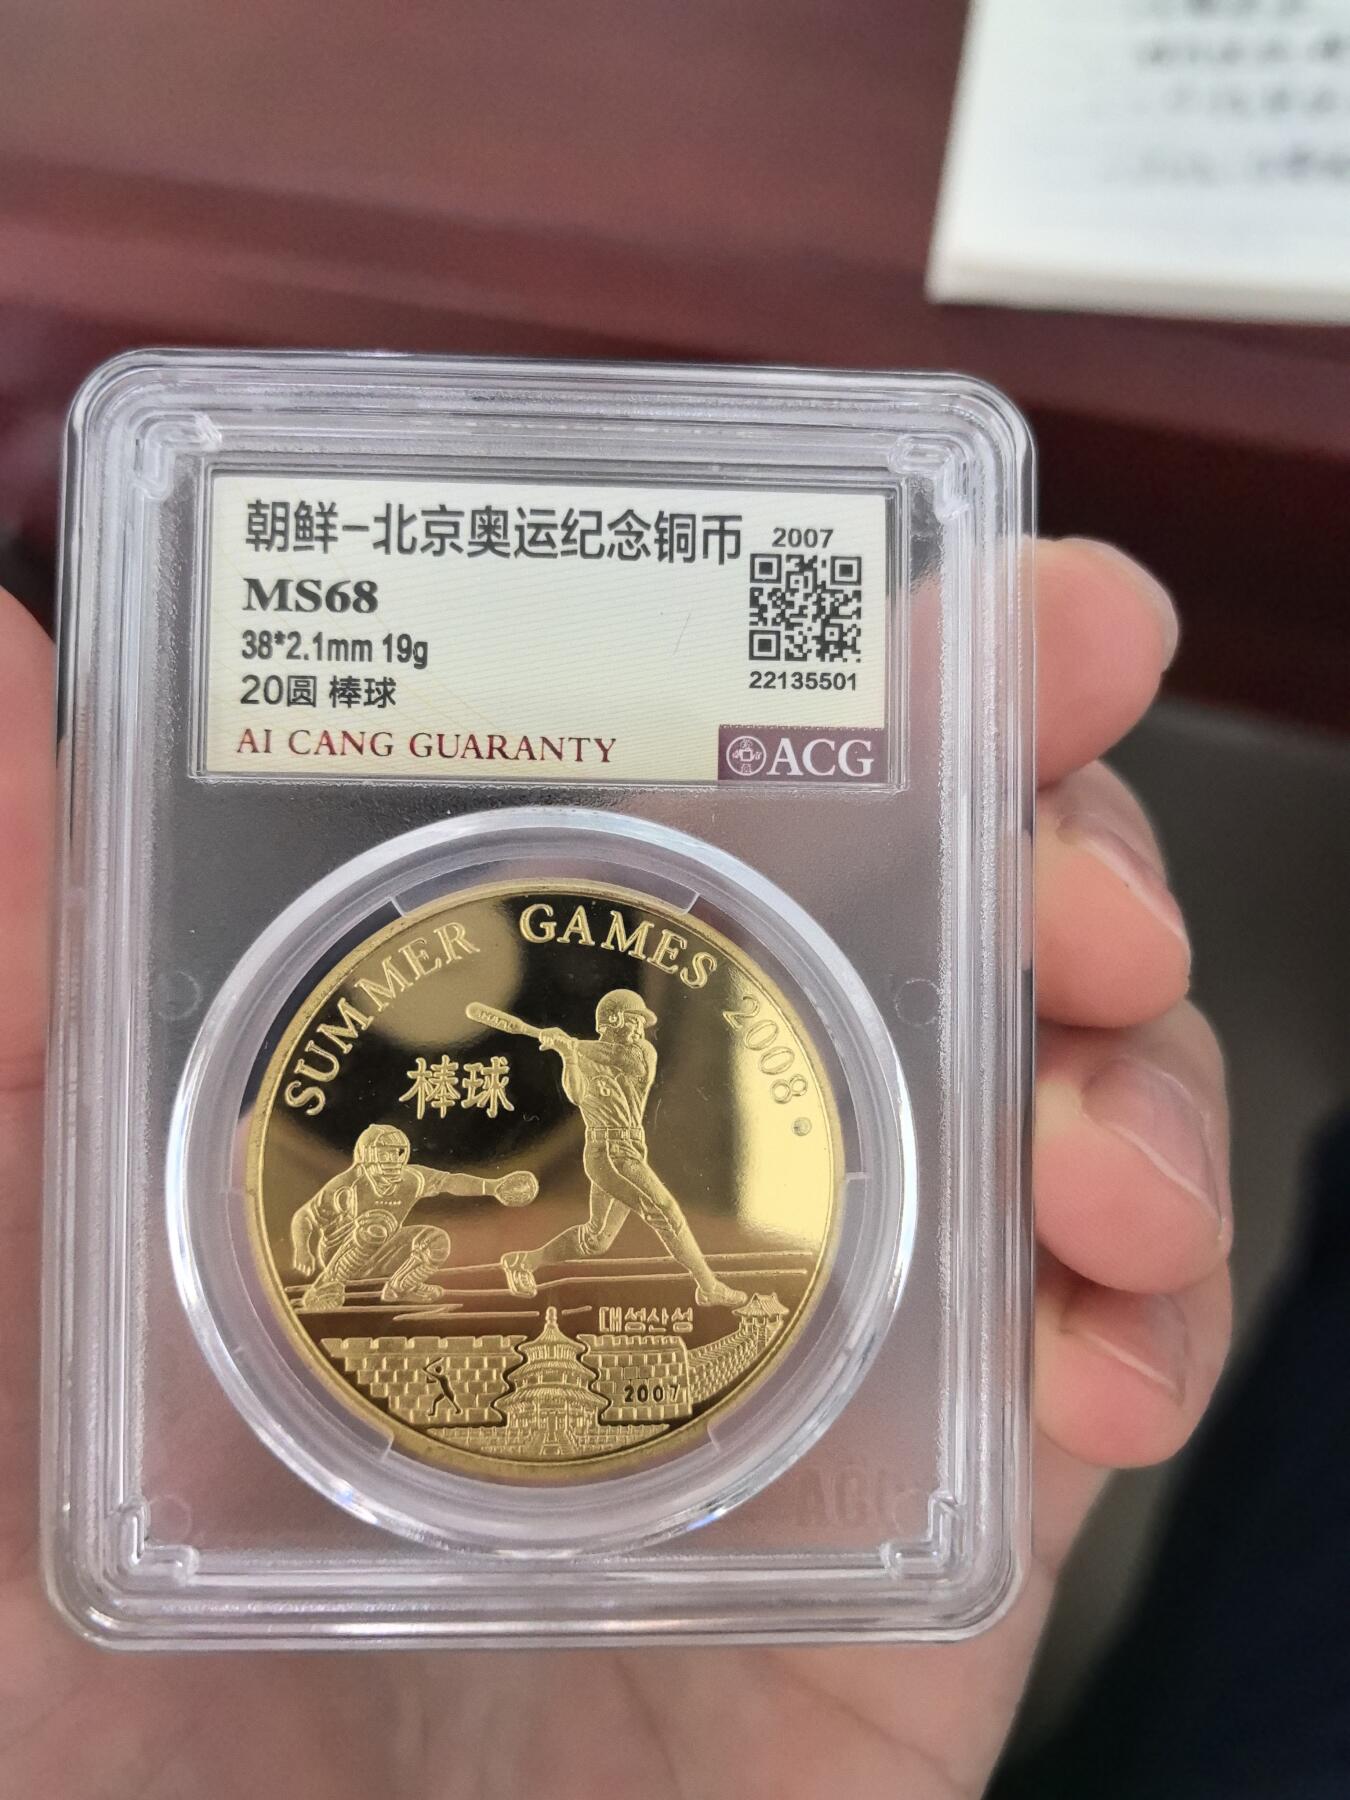 朝鲜-北京奥运纪念铜币 2007
MS68
38*2.1mm 19g
20圆 棒球
22135501
AI CANG GUARANTY
ACG
SUMMER GAMES 2008
棒球
대성산성
2007